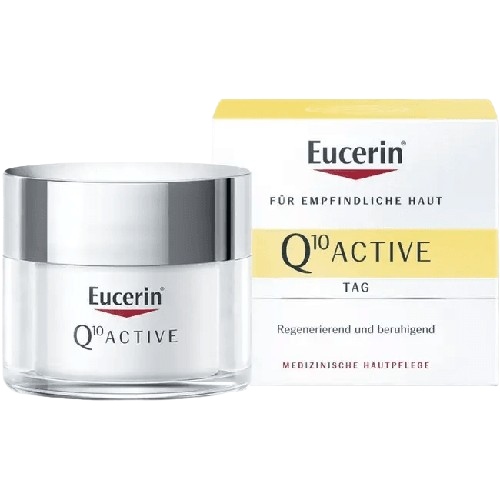 Eucerin®
FÜR EMPFINDLICHE HAUT
Q10 ACTIVE
TAG
Regenerierend und beruhigend
MEDIZINISCHE HAUTPFLEGE
Eucerin®
Q10 ACTIVE